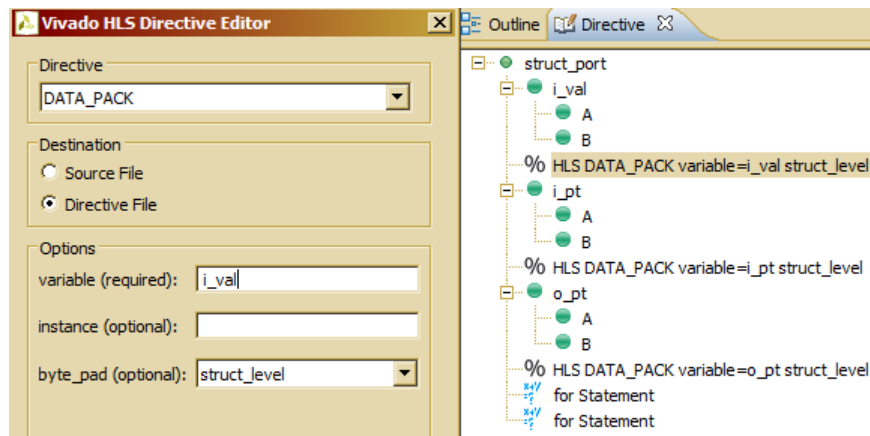 Vivado HLS Directive Editor
Directive
DATA_PACK
Destination
Source File
Directive File
Options
variable (required): i_val
instance (optional):
byte_pad (optional): struct_level
Outline Directive
struct_port
i_val
A
B
% HLS DATA_PACK variable=i_val struct_level
i_pt
A
B
% HLS DATA_PACK variable=i_pt struct_level
o_pt
A
B
% HLS DATA_PACK variable=o_pt struct_level
for Statement
for Statement